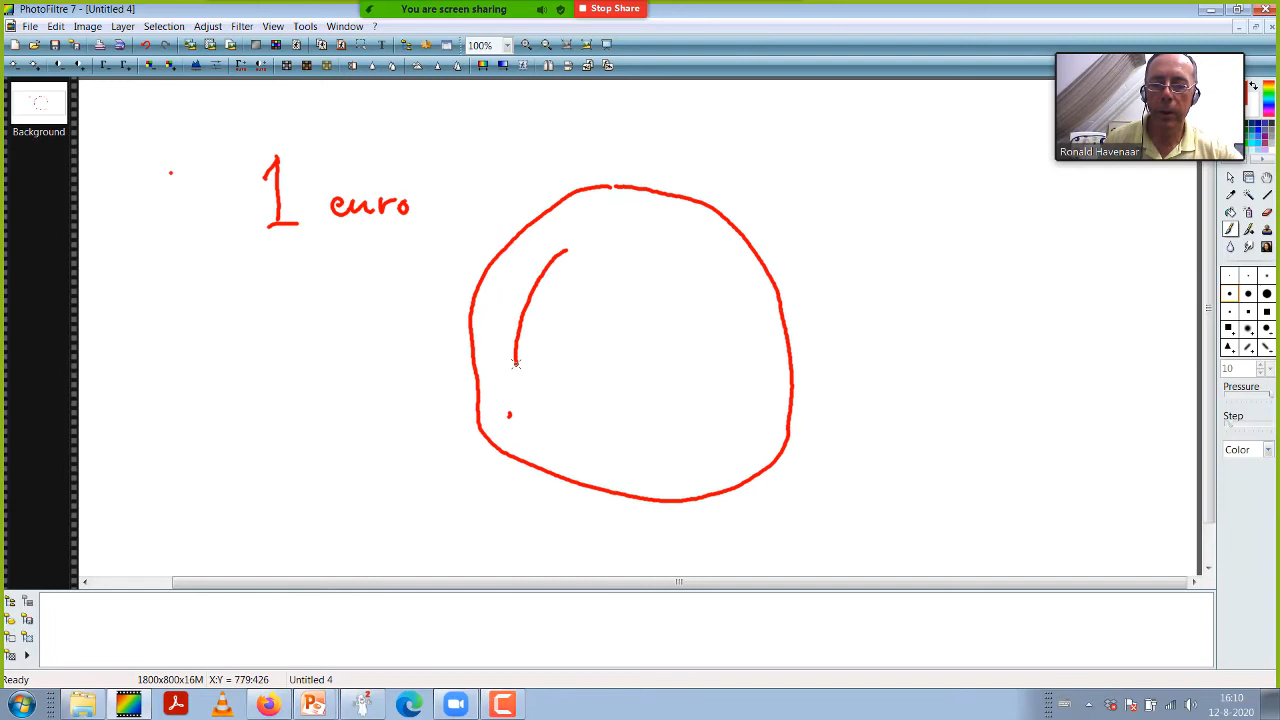 PhotoFiltre 7 - [Untitled 4]
You are screen sharing
Stop Share
File Edit Image Layer Selection Adjust Filter View Tools Window ?
100%
Background
Ronald Havenaar
1 euro
10
Pressure
Step
Color
Ready
1800x800x16M
X:Y = 779:426
Untitled 4
16:10
12-8-2020